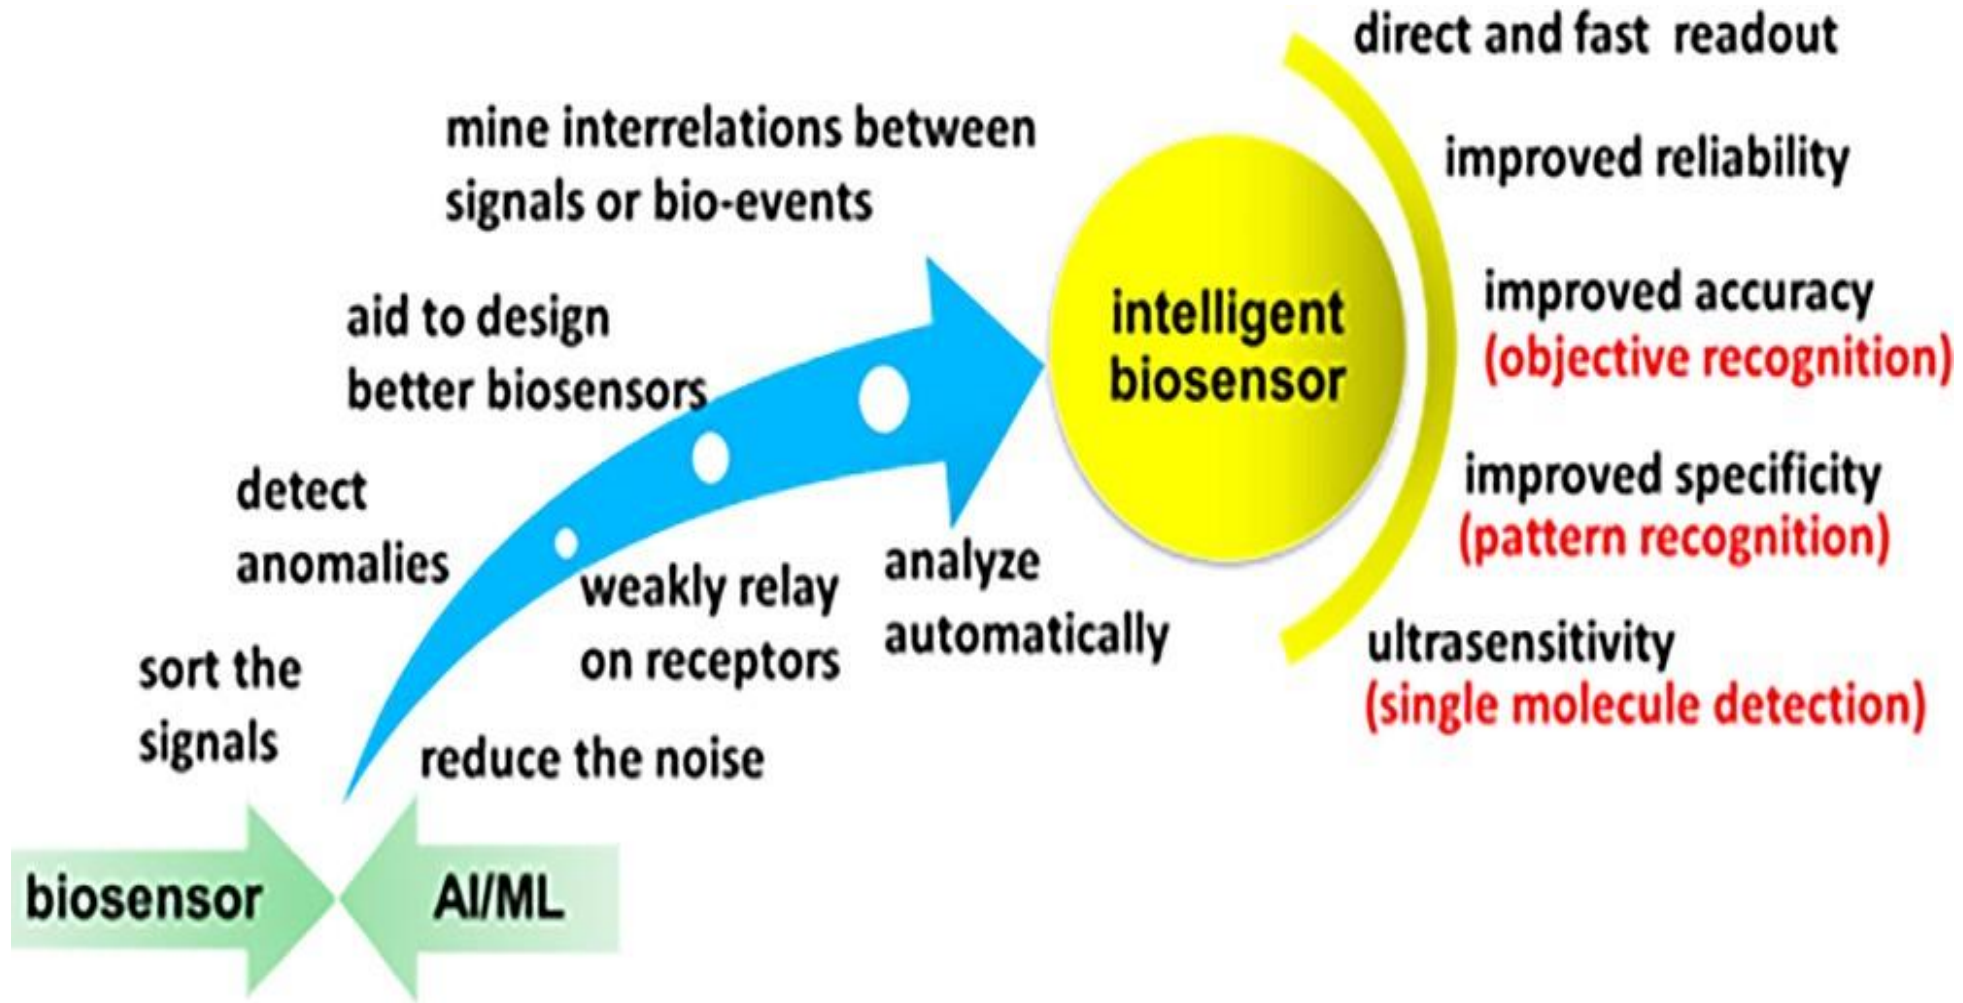 direct and fast readout
mine interrelations between
signals or bio-events
improved reliability
aid to design
better biosensors
intelligent
biosensor
improved accuracy
(objective recognition)
detect
anomalies
improved specificity
(pattern recognition)
weakly relay
on receptors
analyze
automatically
sort the
signals
ultrasensitivity
(single molecule detection)
reduce the noise
biosensor
AI/ML